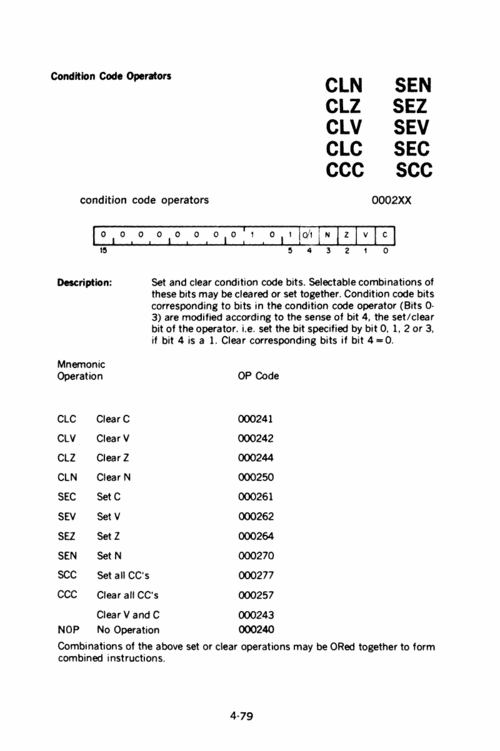 Condition Code Operators
CLN SEN
CLZ SEZ
CLV SEV
CLC SEC
CCC SCC
condition code operators 0002XX
0 0 0 0 0 0 0 0 1 0 1 0/1 N Z V C
15 5 4 3 2 1 0
Description: Set and clear condition code bits. Selectable combinations of
these bits may be cleared or set together. Condition code bits
corresponding to bits in the condition code operator (Bits 0-
3) are modified according to the sense of bit 4, the set/clear
bit of the operator. i.e. set the bit specified by bit 0, 1, 2 or 3,
if bit 4 is a 1. Clear corresponding bits if bit 4 = 0.
Mnemonic
Operation OP Code
CLC Clear C 000241
CLV Clear V 000242
CLZ Clear Z 000244
CLN Clear N 000250
SEC Set C 000261
SEV Set V 000262
SEZ Set Z 000264
SEN Set N 000270
SCC Set all CC's 000277
CCC Clear all CC's 000257
Clear V and C 000243
NOP No Operation 000240
Combinations of the above set or clear operations may be ORed together to form
combined instructions.
4-79